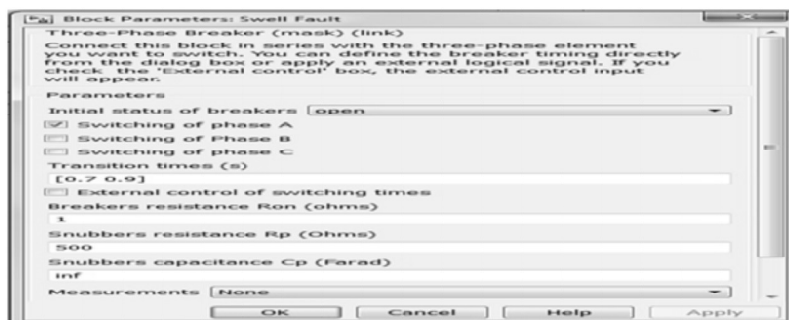 Block Parameters: Swell Fault
Three-Phase Breaker (mask) (link)
Connect this block in series with the three-phase element
you want to switch. You can define the breaker timing directly
from the dialog box or apply an external logical signal. If you
check the 'External control' box, the external control input
will appear.
Parameters
Initial status of breakers open
Switching of phase A
Switching of Phase B
Switching of phase C
Transition times (s)
[0.7 0.9]
External control of switching times
Breakers resistance Ron (ohms)
1
Snubbers resistance Rp (Ohms)
500
Snubbers capacitance Cp (Farad)
inf
Measurements None
OK Cancel Help Apply